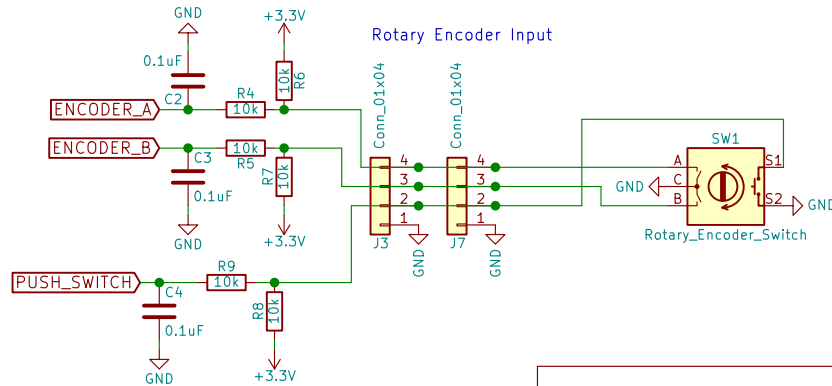 GND
+3.3V
Rotary Encoder Input
0.1uF
C2
10k
R6
R4
10k
ENCODER_A
Conn_01x04
Conn_01x04
ENCODER_B
C3
10k
R5
10k
R7
0.1uF
GND
+3.3V
4
3
2
1
J3
GND
4
3
2
1
J7
GND
SW1
A
C
B
S1
S2
GND
GND
Rotary_Encoder_Switch
PUSH_SWITCH
R9
10k
C4
0.1uF
R8
10k
GND
+3.3V